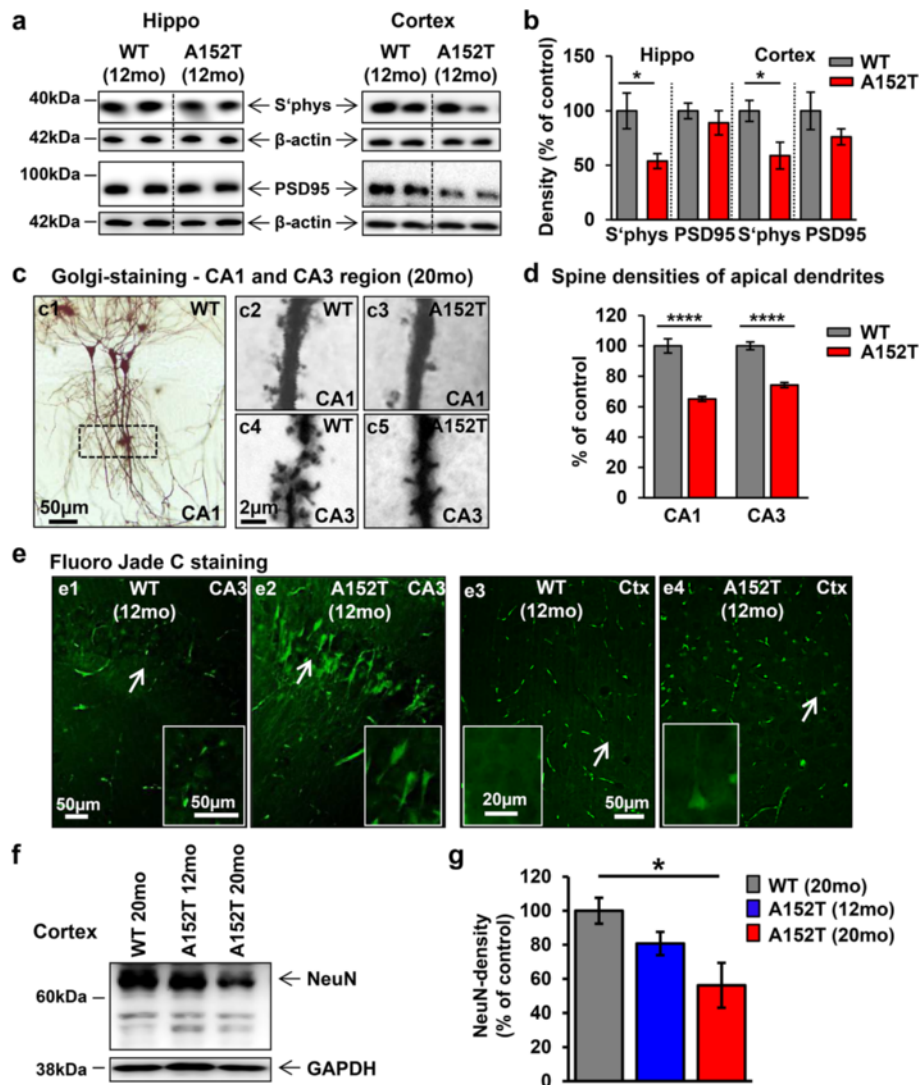 a
Hippo
Cortex
WT
(12mo)
A152T
(12mo)
WT
(12mo)
A152T
(12mo)
40kDa
S'phys
42kDa
β-actin
100kDa
PSD95
42kDa
β-actin
b
Density (% of control)
150
100
50
0
Hippo
Cortex
*
*
WT
A152T
S'phys PSD95 S'phys PSD95
c Golgi-staining - CA1 and CA3 region (20mo)
c1 WT
50µm
CA1
c2 WT
CA1
c3 A152T
CA1
c4 WT
2µm
CA3
c5 A152T
CA3
d Spine densities of apical dendrites
% of control
120
100
80
60
40
20
0
****
****
WT
A152T
CA1 CA3
e Fluoro Jade C staining
e1 WT CA3
(12mo)
50µm
50µm
e2 A152T CA3
(12mo)
e3 WT Ctx
(12mo)
20µm
50µm
e4 A152T Ctx
(12mo)
f
Cortex
WT 20mo
A152T 12mo
A152T 20mo
NeuN
60kDa
38kDa
GAPDH
g
NeuN-density
(% of control)
120
100
80
60
40
20
0
*
WT (20mo)
A152T (12mo)
A152T (20mo)